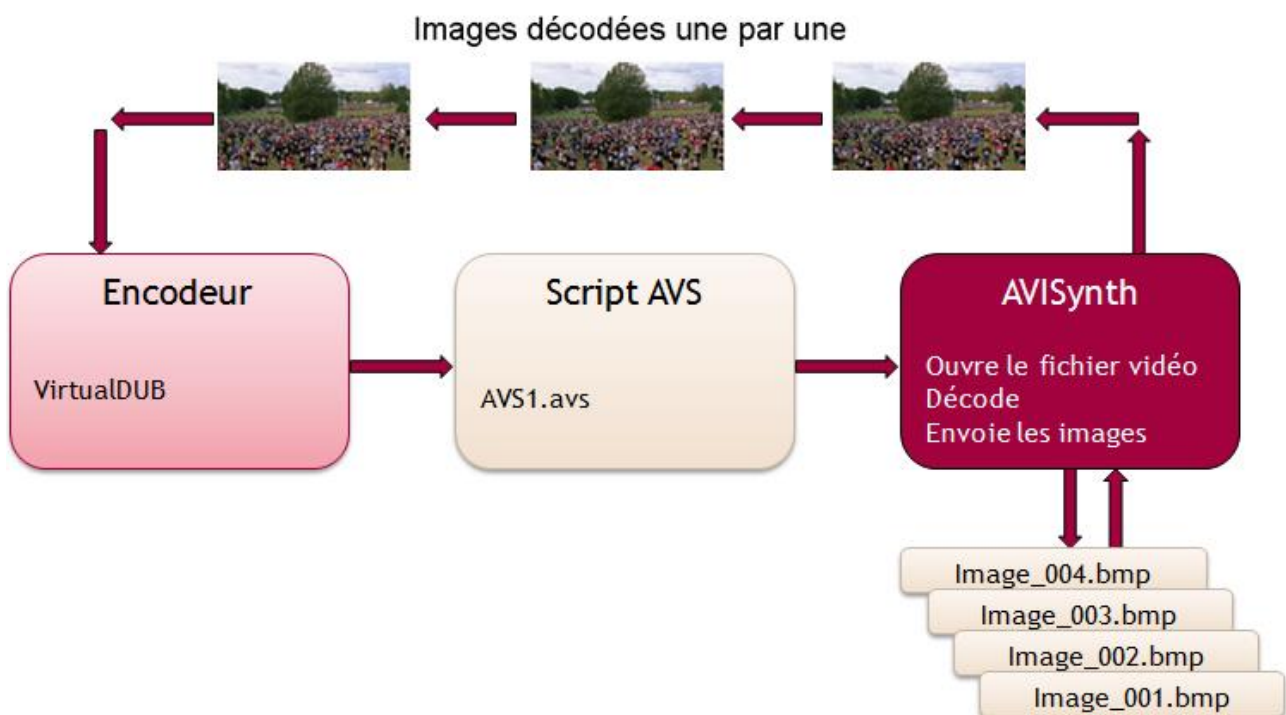 Images décodées une par une
Encodeur
VirtualDUB
Script AVS
AVS1.avs
AVISynth
Ouvre le fichier vidéo
Décode
Envoie les images
Image_004.bmp
Image_003.bmp
Image_002.bmp
Image_001.bmp